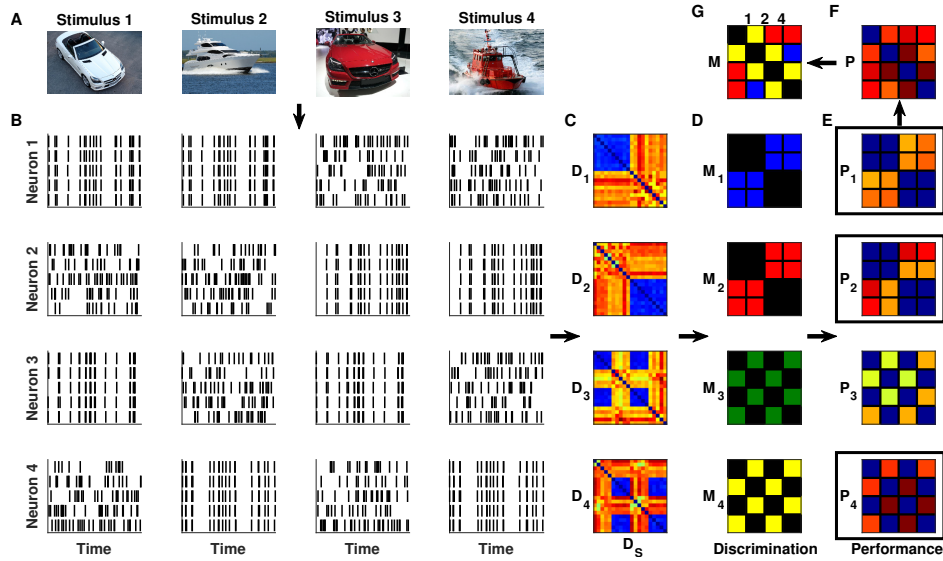 A
Stimulus 1
Stimulus 2
Stimulus 3
Stimulus 4
G
1 2 4
M
F
P
B
Neuron 1
C
D1
D
M1
E
P1
Neuron 2
D2
M2
P2
Neuron 3
D3
M3
P3
Neuron 4
D4
M4
P4
Time
Time
Time
Time
DS
Discrimination
Performance